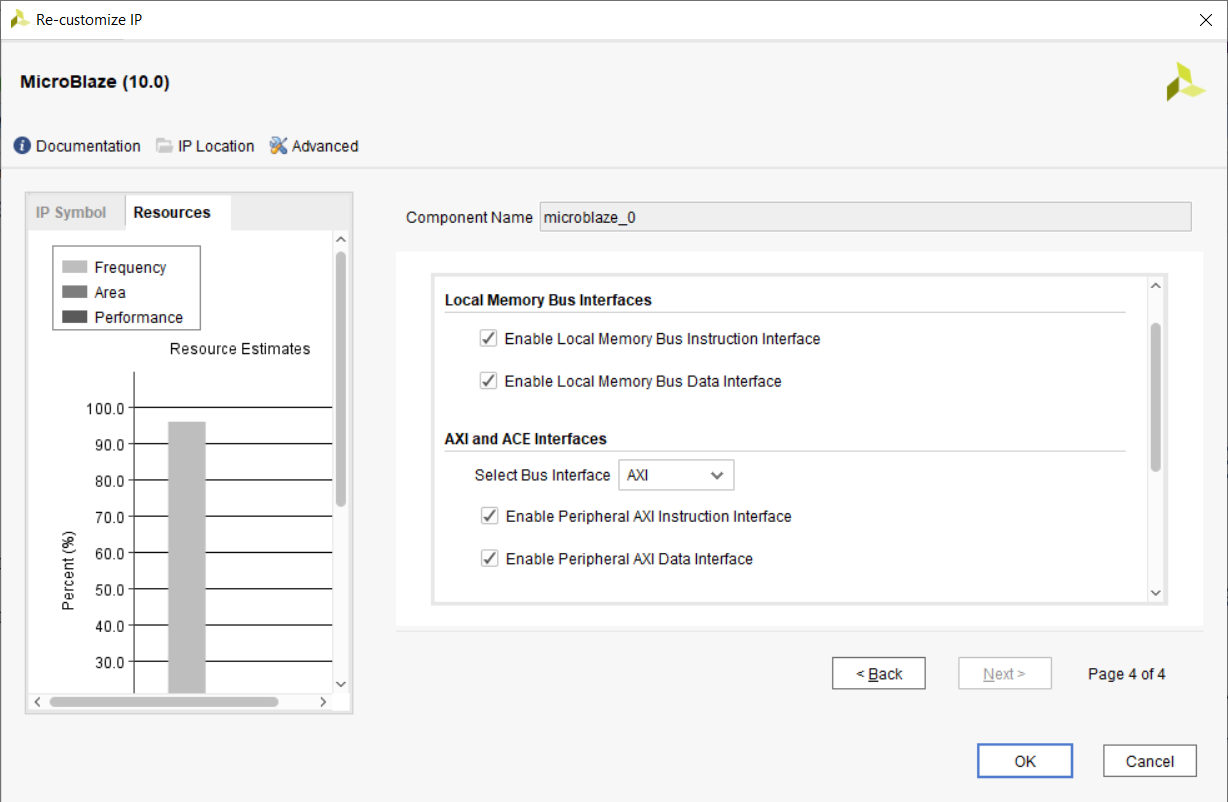 Re-customize IP
MicroBlaze (10.0)
Documentation
IP Location
Advanced
IP Symbol
Resources
Frequency
Area
Performance
Resource Estimates
Percent (%)
100.0
90.0
80.0
70.0
60.0
50.0
40.0
30.0
Component Name microblaze_0
Local Memory Bus Interfaces
Enable Local Memory Bus Instruction Interface
Enable Local Memory Bus Data Interface
AXI and ACE Interfaces
Select Bus Interface AXI
Enable Peripheral AXI Instruction Interface
Enable Peripheral AXI Data Interface
< Back
Next >
Page 4 of 4
OK
Cancel